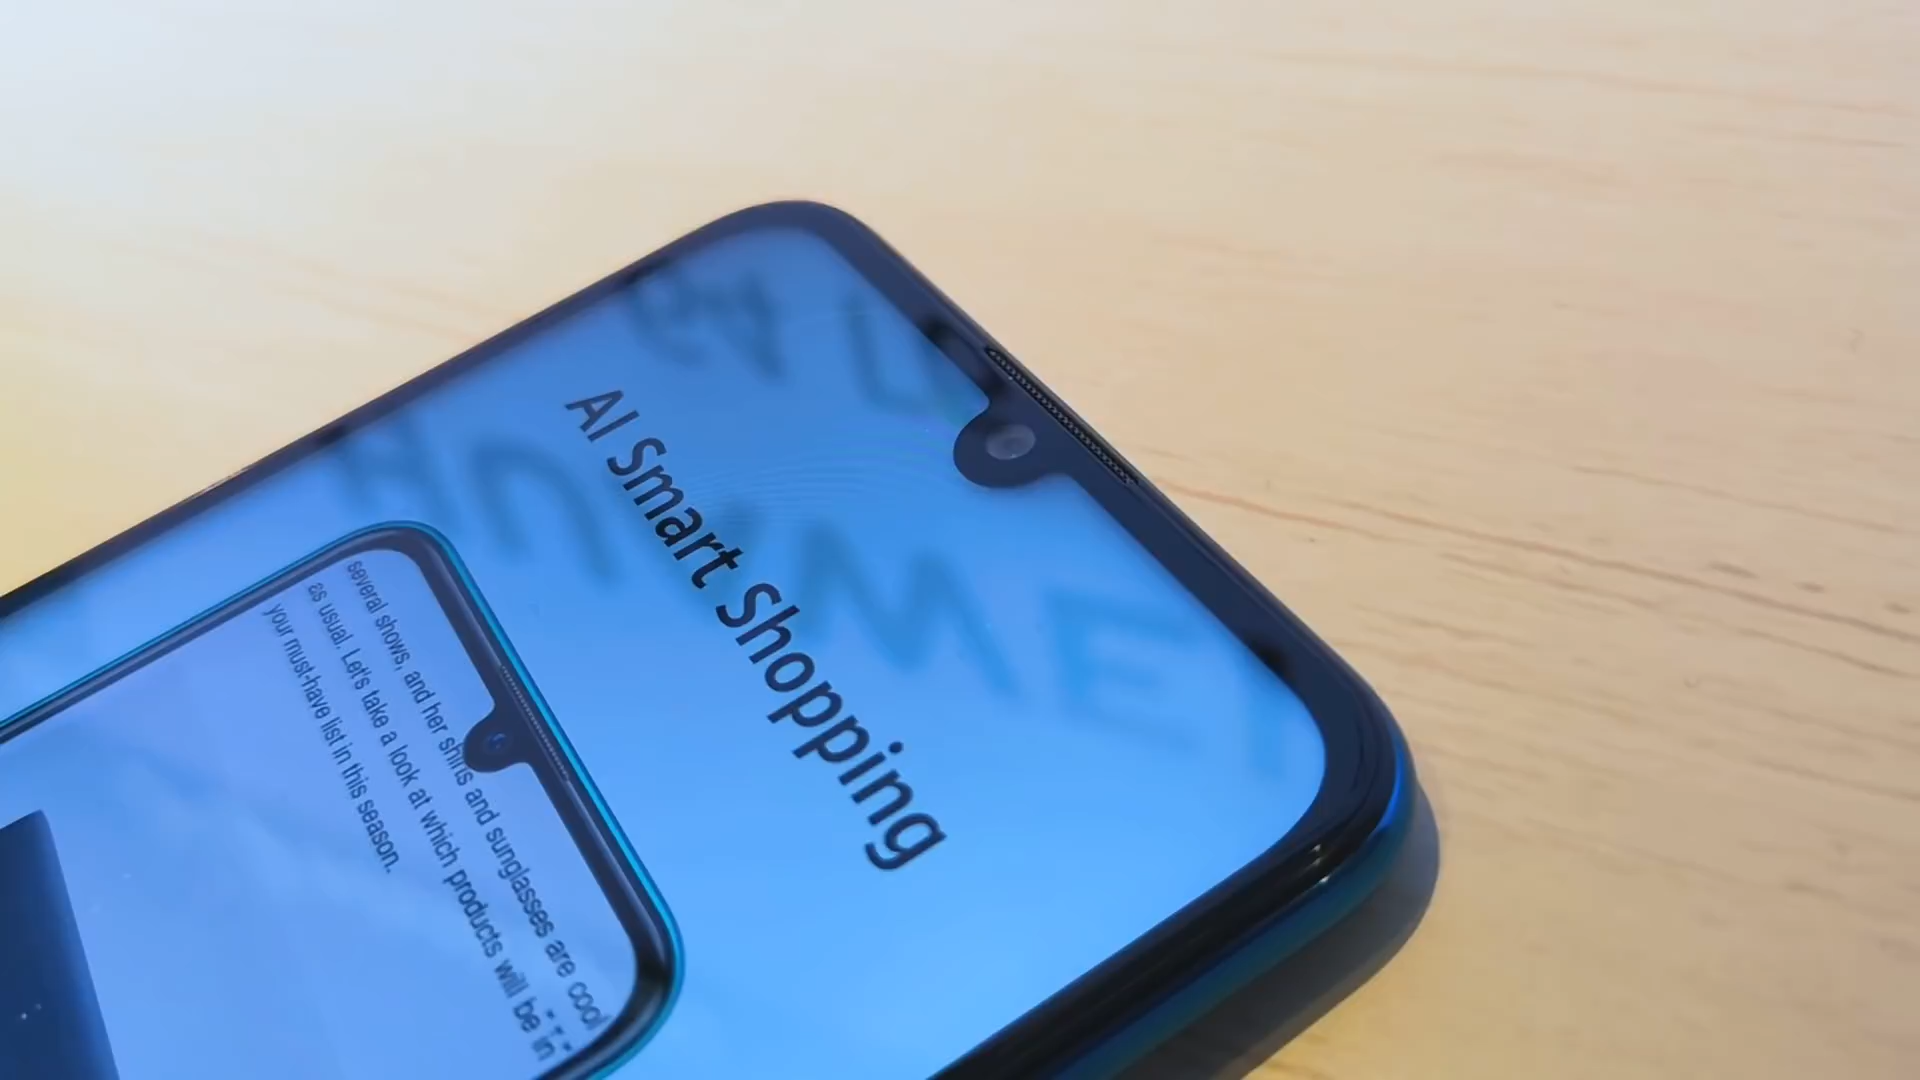 AI Smart Shopping
several shows, and her shirts and sunglasses are cool
as usual. Let's take a look at which products will be in
your must-have list in this season.